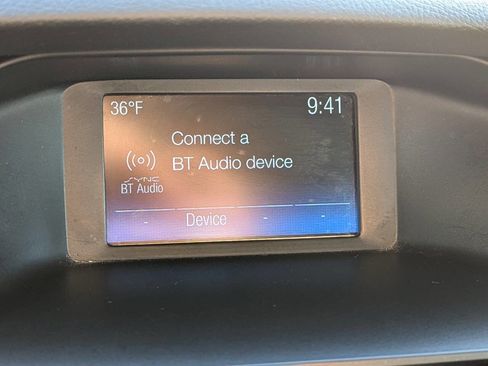 36°F 9:41
Connect a
BT Audio device
SYNC
BT Audio
- Device - -